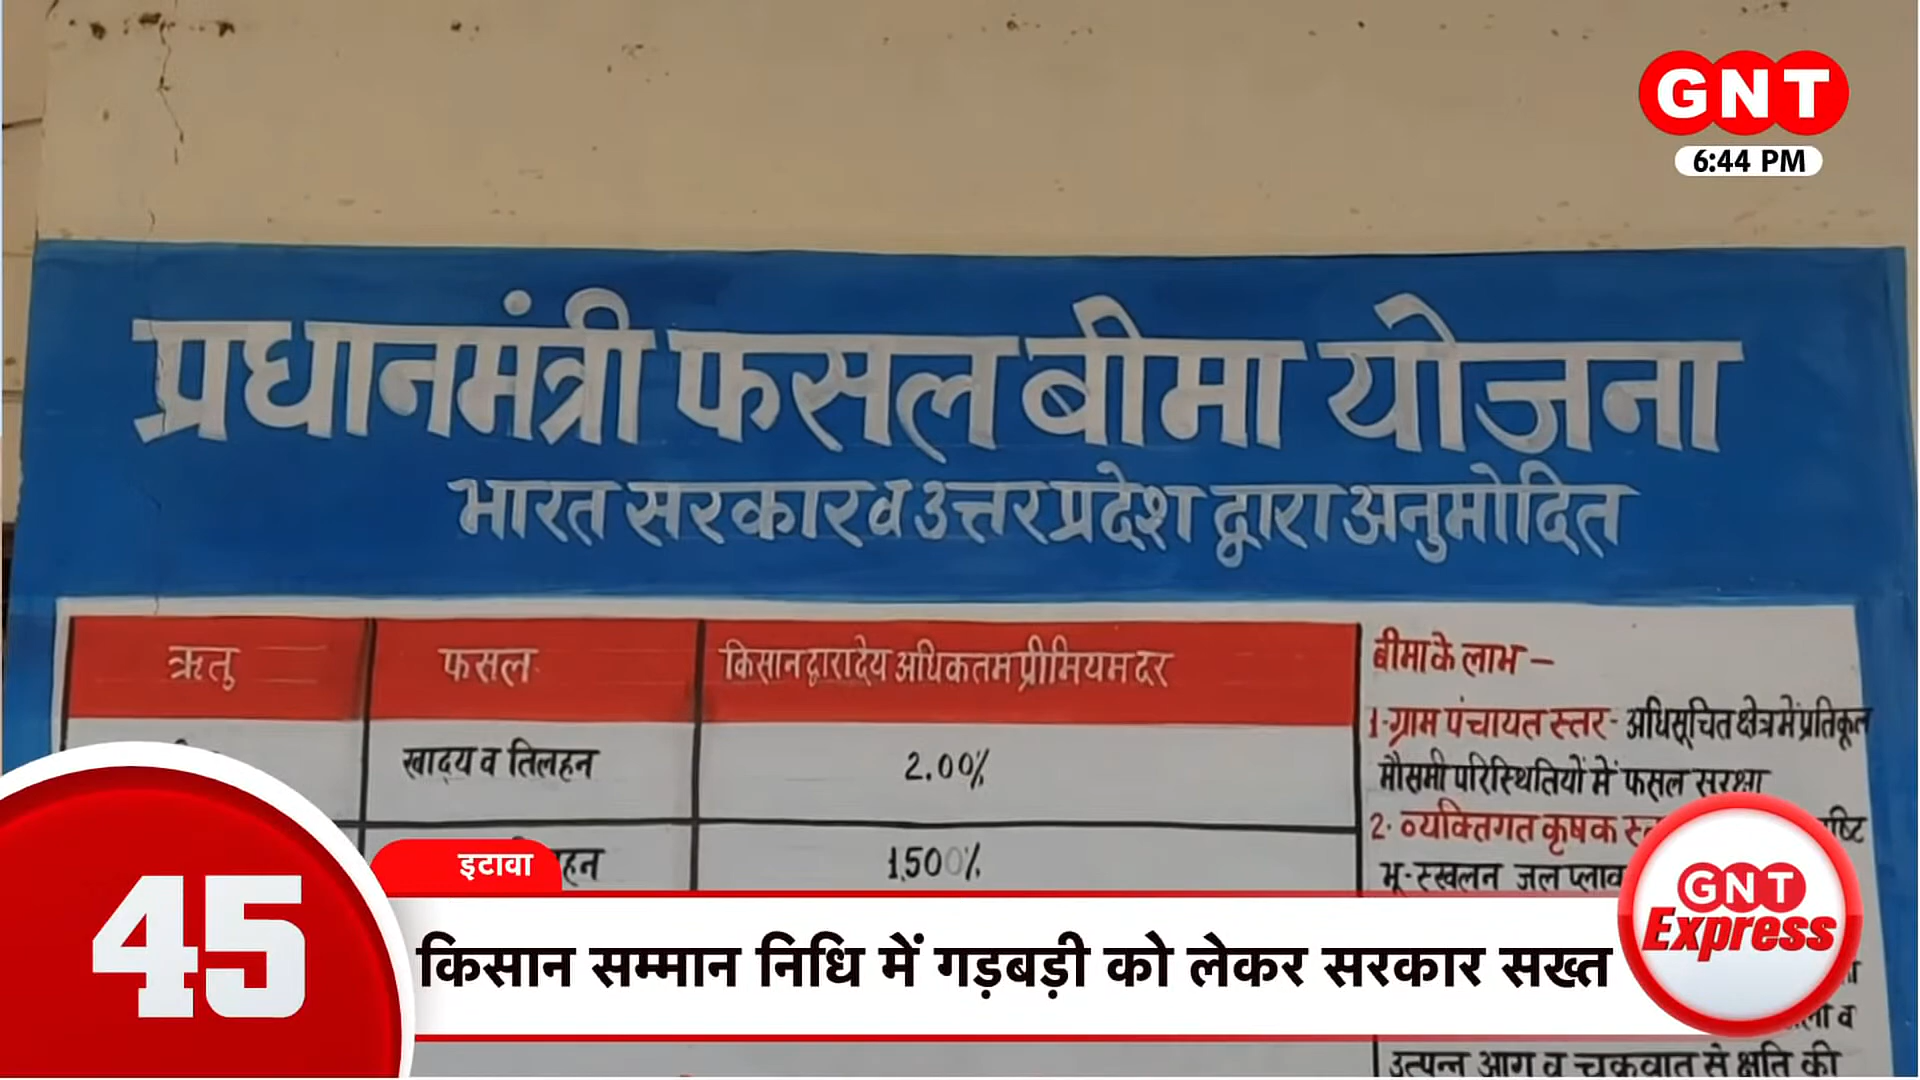 GNT
6:44 PM
प्रधानमंत्री फसल बीमा योजना
भारत सरकार व उत्तर प्रदेश द्वारा अनुमोदित
ऋतु
फसल
किसान द्वारा देय अधिकतम प्रीमियम दर
खाद्य व तिलहन
2.00%
1.500%
बीमा के लाभ –
1-ग्राम पंचायत स्तर- अधिसूचित क्षेत्र में प्रतिकूल
मौसमी परिस्थितियों में फसल सुरक्षा
2. व्यक्तिगत कृषक
भू-स्खलन जल प्लाव
उत्पन्न आग व चक्रवात से क्षति की
इटावा
45
किसान सम्मान निधि में गड़बड़ी को लेकर सरकार सख्त
GNT
Express